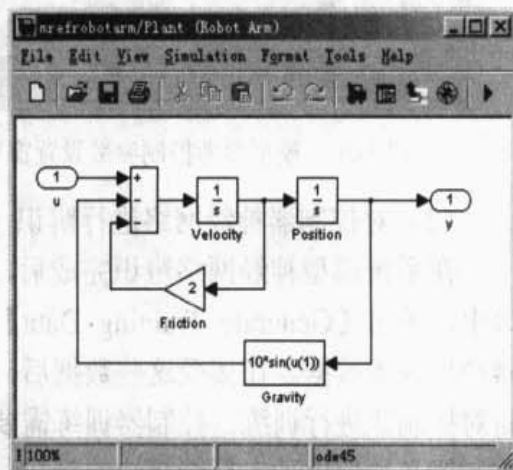 mrefrobotarm/Plant (Robot Arm)
File Edit View Simulation Format Tools Help
1
u
+
-
-
1
s
Velocity
1
s
Position
1
y
2
Friction
10*sin(u(1))
Gravity
100%
ode45